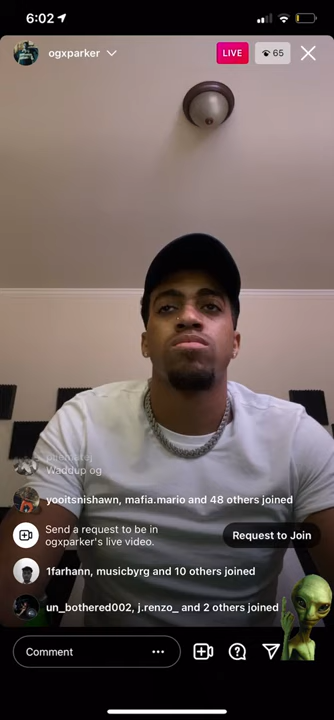 6:02
ogxparker
LIVE
65
Waddup og
yooitsnishawn, mafia.mario and 48 others joined
Send a request to be in
ogxparker's live video.
Request to Join
1farhann, musicbyrg and 10 others joined
un_bothered002, j.renzo_ and 2 others joined
Comment